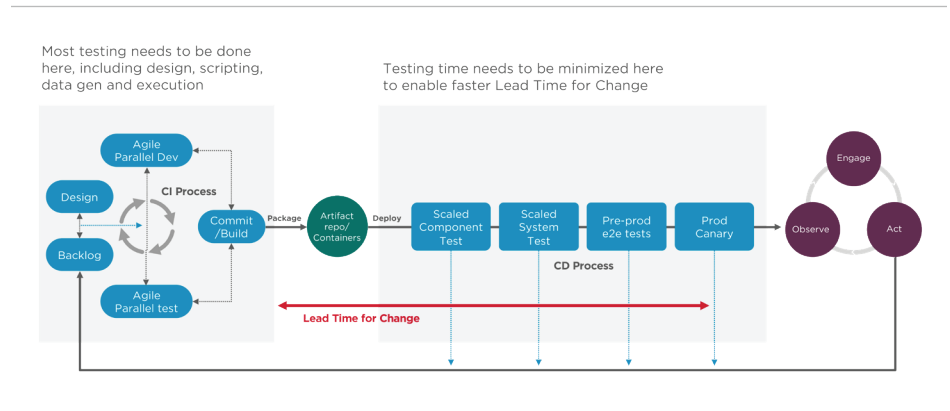 Most testing needs to be done
here, including design, scripting,
data gen and execution
Testing time needs to be minimized here
to enable faster Lead Time for Change
Agile
Parallel Dev
CI Process
Design
Backlog
Commit
/Build
Agile
Parallel test
Package
Artifact
repo/
Containers
Deploy
Scaled
Component
Test
Scaled
System
Test
Pre-prod
e2e tests
Prod
Canary
CD Process
Lead Time for Change
Engage
Observe
Act